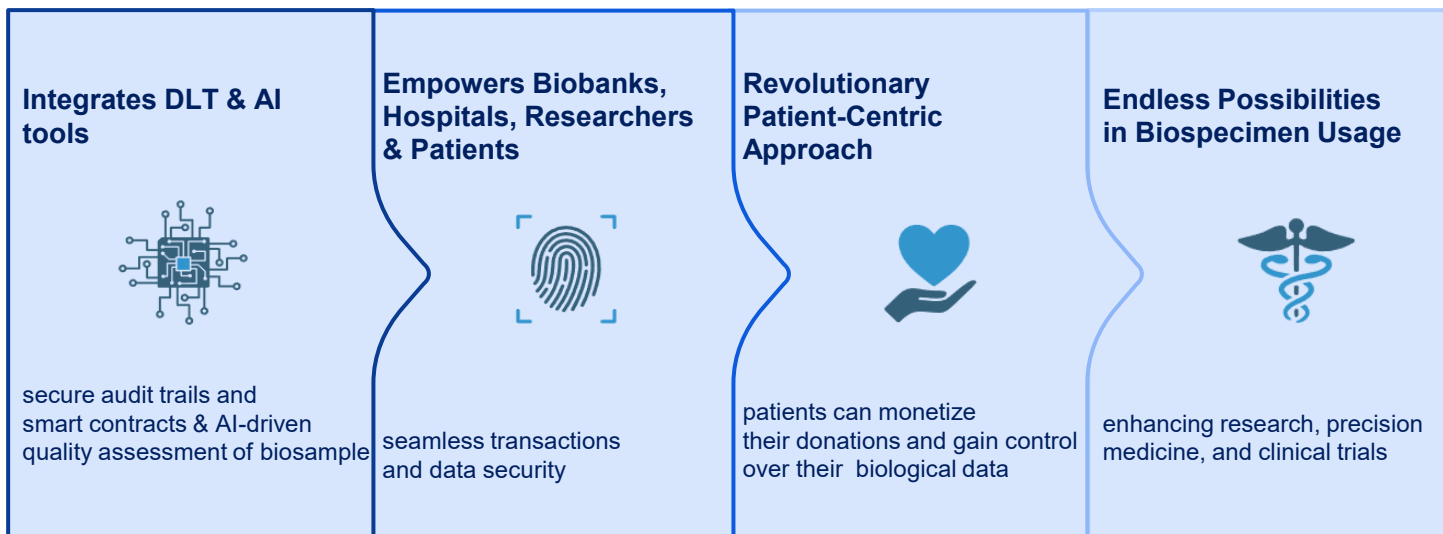 Integrates DLT & AI
tools
secure audit trails and
smart contracts & AI-driven
quality assessment of biosample
Empowers Biobanks,
Hospitals, Researchers
& Patients
seamless transactions
and data security
Revolutionary
Patient-Centric
Approach
patients can monetize
their donations and gain control
over their biological data
Endless Possibilities
in Biospecimen Usage
enhancing research, precision
medicine, and clinical trials